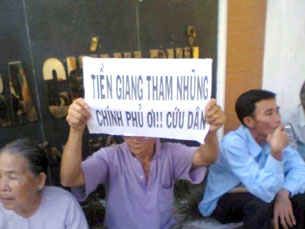 TIỀN GIANG THAM NHŨNG
CHÍNH PHỦ ƠI!! CỨU DÂN